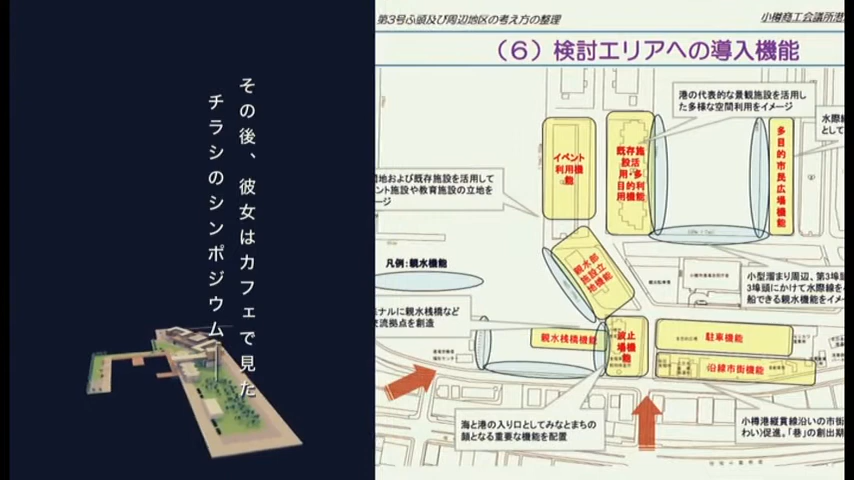 その後、彼女はカフェで見た
チラシのシンポジウム――
第3号ふ頭及び周辺地区の考え方の整理
小樽商工会議所港
（6）検討エリアへの導入機能
港の代表的な景観施設を活用し
た多様な空間利用をイメージ
水際線
として
イベント
利用機
能
既存施
設活
用・多
目的利
用機能
多目的市民広場機能
地および既存施設を活用して
ント施設や教育施設の立地を
ージ
凡例：親水機能
親水部
施設立
地機能
小型溜まり周辺、第3埠頭
3埠頭にかけて水際線を
船できる親水機能をイメ
ナルに親水桟橋など
交流拠点を創造
親水桟橋機能
波止
場機
能
駐車機能
沿線市街機能
海と港の入り口としてみなとまちの
顔となる重要な機能を配置
小樽港縦貫線沿いの市街
わい）促進。「巷」の創出期